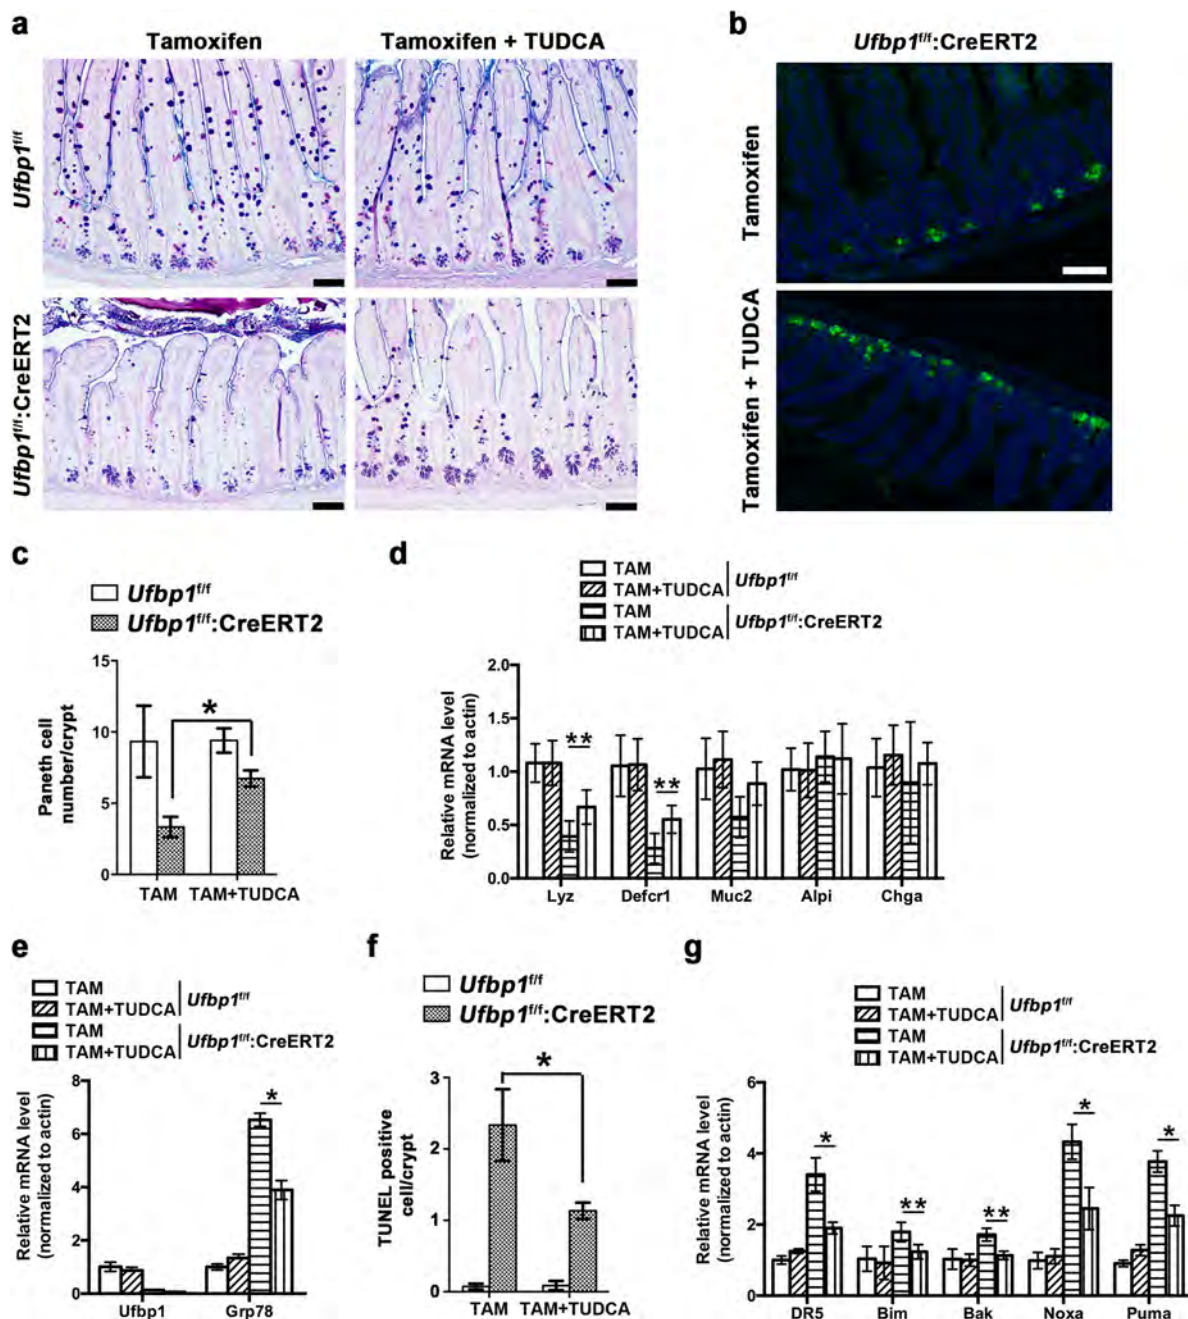 a
Tamoxifen
Tamoxifen + TUDCA
Ufbp1f/f
Ufbp1f/f:CreERT2
b
Ufbp1f/f:CreERT2
Tamoxifen
Tamoxifen + TUDCA
c
Ufbp1f/f
Ufbp1f/f:CreERT2
Paneth cell
number/crypt
15
10
5
0
*
TAM
TAM+TUDCA
d
TAM
TAM+TUDCA
Ufbp1f/f
TAM
TAM+TUDCA
Ufbp1f/f:CreERT2
Relative mRNA level
(normalized to actin)
2.0
1.5
1.0
0.5
0.0
**
**
Lyz
Defcr1
Muc2
Alpi
Chga
e
TAM
TAM+TUDCA
Ufbp1f/f
TAM
TAM+TUDCA
Ufbp1f/f:CreERT2
Relative mRNA level
(normalized to actin)
8
6
4
2
0
*
Ufbp1
Grp78
f
Ufbp1f/f
Ufbp1f/f:CreERT2
TUNEL positive
cell/crypt
3
2
1
0
*
TAM
TAM+TUDCA
g
TAM
TAM+TUDCA
Ufbp1f/f
TAM
TAM+TUDCA
Ufbp1f/f:CreERT2
Relative mRNA level
(normalized to actin)
6
4
2
0
*
**
**
*
*
DR5
Bim
Bak
Noxa
Puma